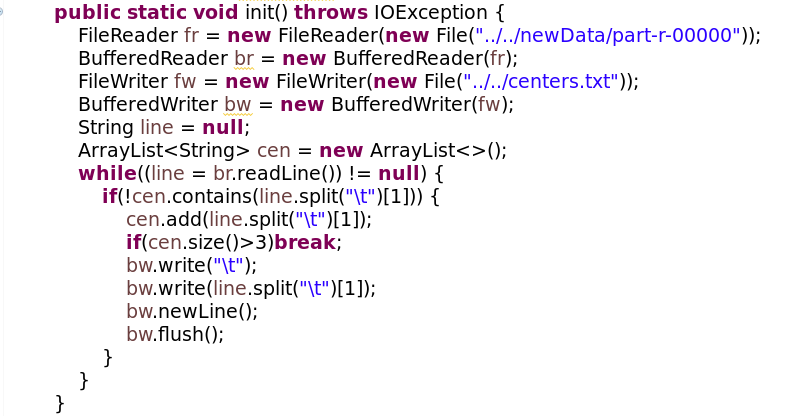 public static void init() throws IOException {
FileReader fr = new FileReader(new File("../../newData/part-r-00000"));
BufferedReader br = new BufferedReader(fr);
FileWriter fw = new FileWriter(new File("../../centers.txt"));
BufferedWriter bw = new BufferedWriter(fw);
String line = null;
ArrayList<String> cen = new ArrayList<>();
while((line = br.readLine()) != null) {
if(!cen.contains(line.split("\t")[1])) {
cen.add(line.split("\t")[1]);
if(cen.size()>3)break;
bw.write("\t");
bw.write(line.split("\t")[1]);
bw.newLine();
bw.flush();
}
}
}